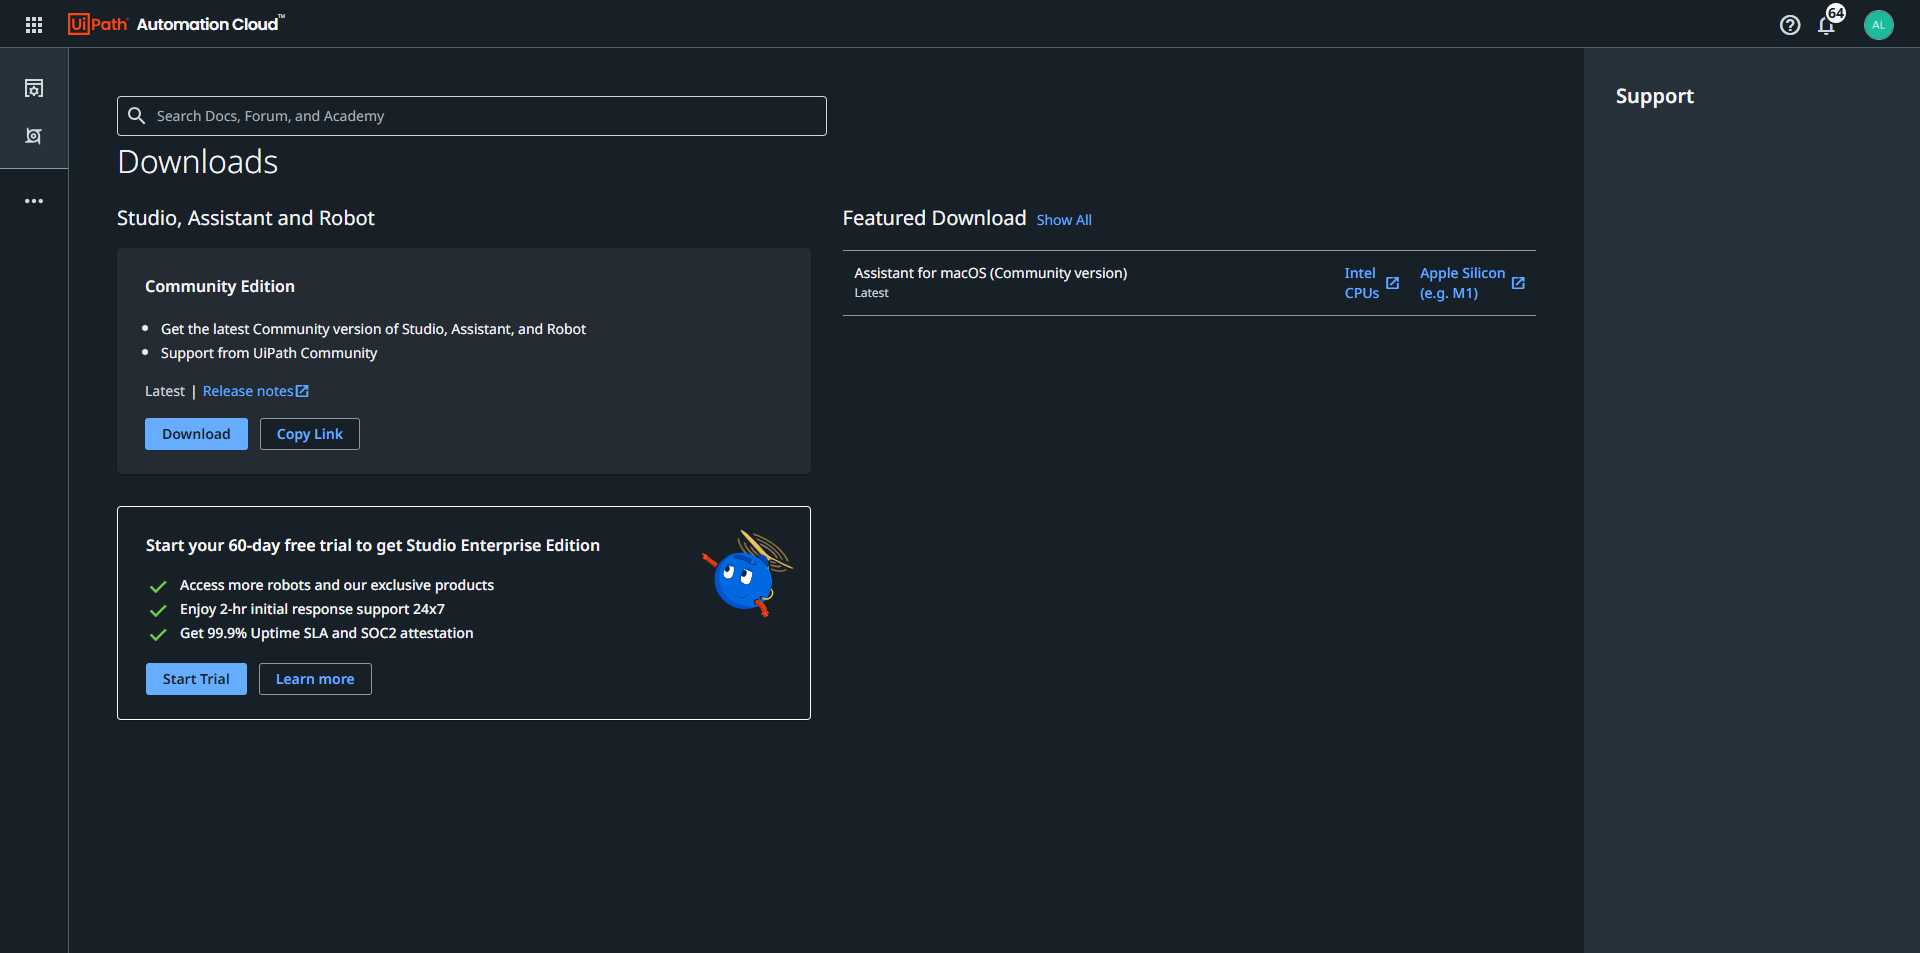 UiPath Automation Cloud™
64
AL
Search Docs, Forum, and Academy
Downloads
Studio, Assistant and Robot
Community Edition
Get the latest Community version of Studio, Assistant, and Robot
Support from UiPath Community
Latest | Release notes
Download
Copy Link
Start your 60-day free trial to get Studio Enterprise Edition
Access more robots and our exclusive products
Enjoy 2-hr initial response support 24x7
Get 99.9% Uptime SLA and SOC2 attestation
Start Trial
Learn more
Featured Download
Show All
Assistant for macOS (Community version)
Latest
Intel
CPUs
Apple Silicon
(e.g. M1)
Support